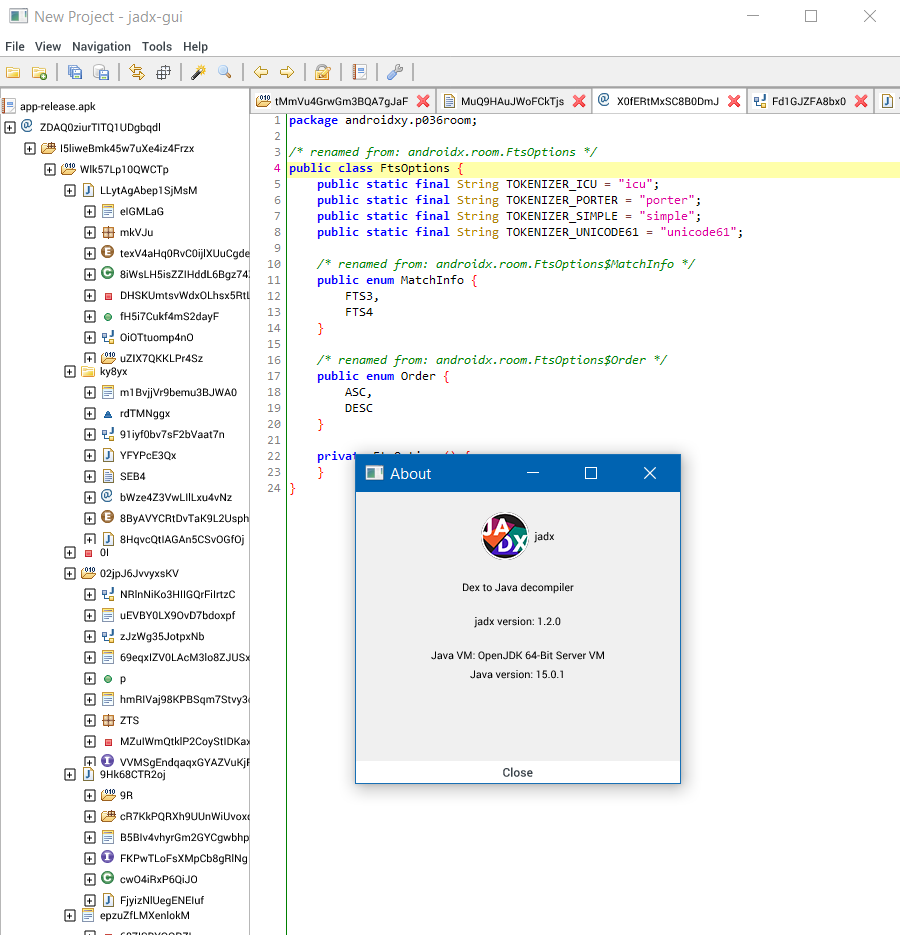 New Project - jadx-gui
File View Navigation Tools Help
app-release.apk
ZDAQ0ziurTITQ1UDgbqdl
l5liweBmk45w7uXe4iz4Frzx
Wlk57Lp10QWCTp
LLytAgAbep1SjMsM
eIGMLaG
mkVJu
texV4aHq0RvC0ijlXUuCgde
8iWsLH5isZZIHddL6Bgz74
DHSKUmtsvWdxOLhsx5RtL
fH5i7Cukf4mS2dayF
OiOTtuomp4nO
uZIX7QKKLPr4Sz
ky8yx
m1BvjjVr9bemu3BJWA0
rdTMNggx
91iyf0bv7sF2bVaat7n
YFYPcE3Qx
SEB4
bWze4Z3VwLlILxu4vNz
8ByAVYCRtDvTaK9L2Usph
8HqvcQtIAGAn5CSvOGfOj
0l
02jpJ6JvvyxsKV
NRlnNiKo3HIIGQrFiIrtzC
uEVBY0LX9OvD7bdoxpf
zJzWg35JotpxNb
69eqxIZV0LAcM3lo8ZJUSx
p
hmRIVaj98KPBSqm7Stvy3
ZTS
MZuIWmQtklP2CoyStIDKax
VVMSgEndqaqxGYAZVuKjF
9Hk68CTR2oj
9R
cR7KkPQRXh9UUnWiUvox
B5BIv4vhyrGm2GYCgwbhp
FKPwTLoFsXMpCb8gRlNg
cwO4iRxP6QiJO
FjyizNlUegENEIuf
epzuZfLMXenlokM
tMmVu4GrwGm3BQA7gJaF MuQ9HAuJWoFCkTjs X0fERtMxSC8B0DmJ Fd1GJZFA8bx0
1 package androidxy.p036room;
2
3 /* renamed from: androidx.room.FtsOptions */
4 public class FtsOptions {
5 public static final String TOKENIZER_ICU = "icu";
6 public static final String TOKENIZER_PORTER = "porter";
7 public static final String TOKENIZER_SIMPLE = "simple";
8 public static final String TOKENIZER_UNICODE61 = "unicode61";
9
10 /* renamed from: androidx.room.FtsOptions$MatchInfo */
11 public enum MatchInfo {
12 FTS3,
13 FTS4
14 }
15
16 /* renamed from: androidx.room.FtsOptions$Order */
17 public enum Order {
18 ASC,
19 DESC
20 }
21
22 privat
23 }
24 }
About
JADX
jadx
Dex to Java decompiler
jadx version: 1.2.0
Java VM: OpenJDK 64-Bit Server VM
Java version: 15.0.1
Close